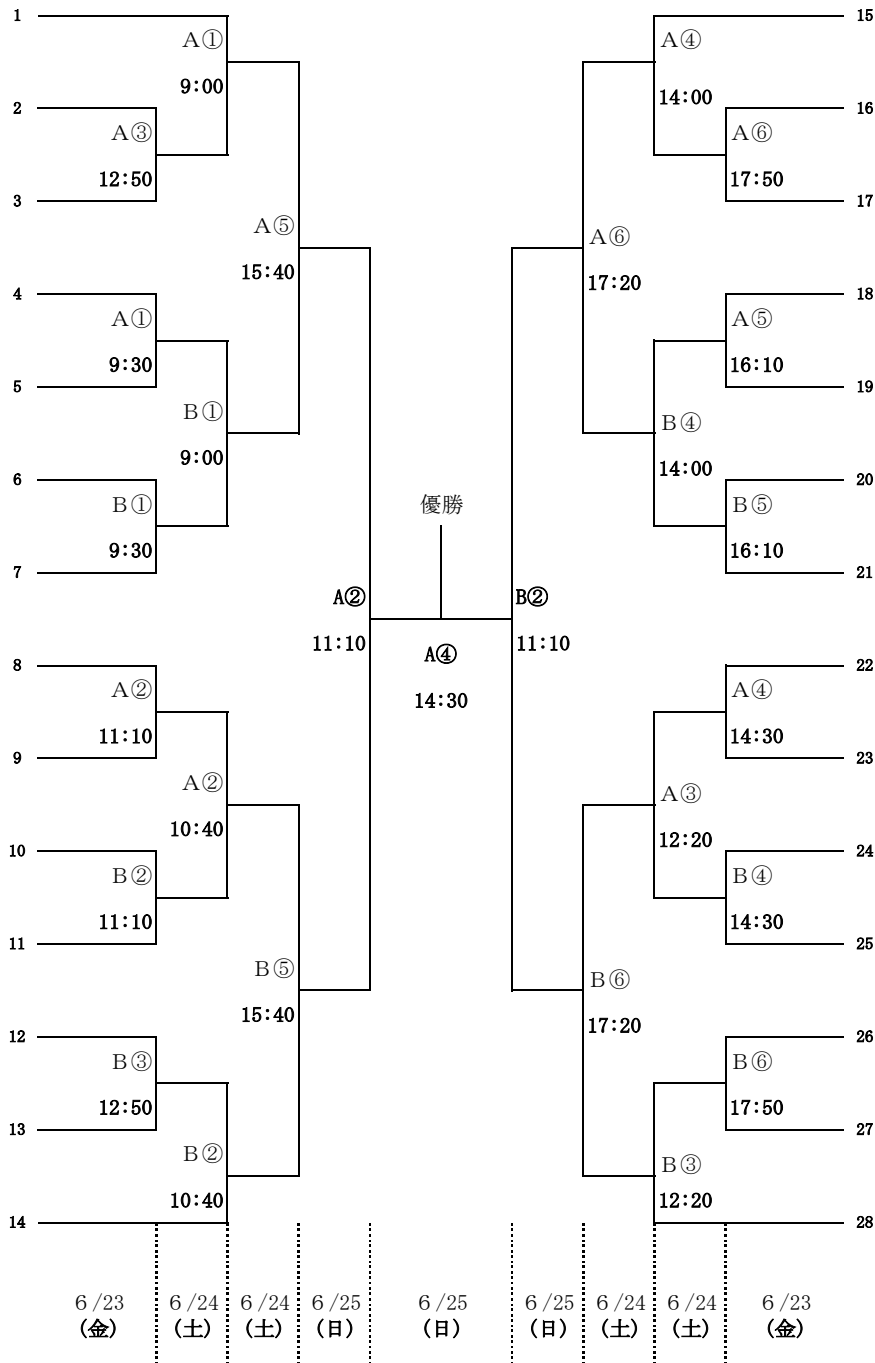 1
15
A①
A④
9:00
14:00
2
16
A③
A⑥
12:50
17:50
3
17
A⑤
A⑥
15:40
17:20
4
18
A①
A⑤
9:30
16:10
5
19
B①
B④
9:00
14:00
6
20
B①
優勝
B⑤
9:30
16:10
7
21
A②
B②
11:10
A④
11:10
14:30
8
22
A②
A④
11:10
14:30
9
23
A②
A③
10:40
12:20
10
24
B②
B④
11:10
14:30
11
25
B⑤
B⑥
15:40
17:20
12
26
B③
B⑥
12:50
17:50
13
27
B②
B③
10:40
12:20
14
28
6/23 6/24 6/24 6/25 6/25 6/25 6/24 6/24 6/23
(金) (土) (土) (日) (日) (日) (土) (土) (金)